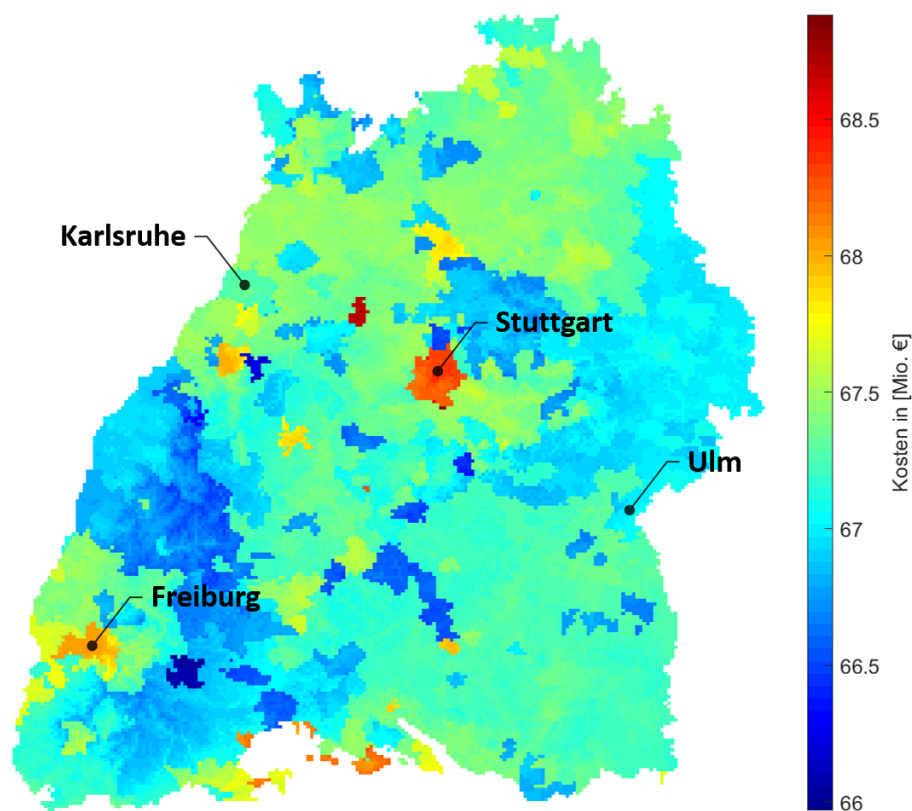 Karlsruhe
Stuttgart
Ulm
Freiburg
68.5
68
67.5
67
66.5
66
Kosten in [Mio. €]